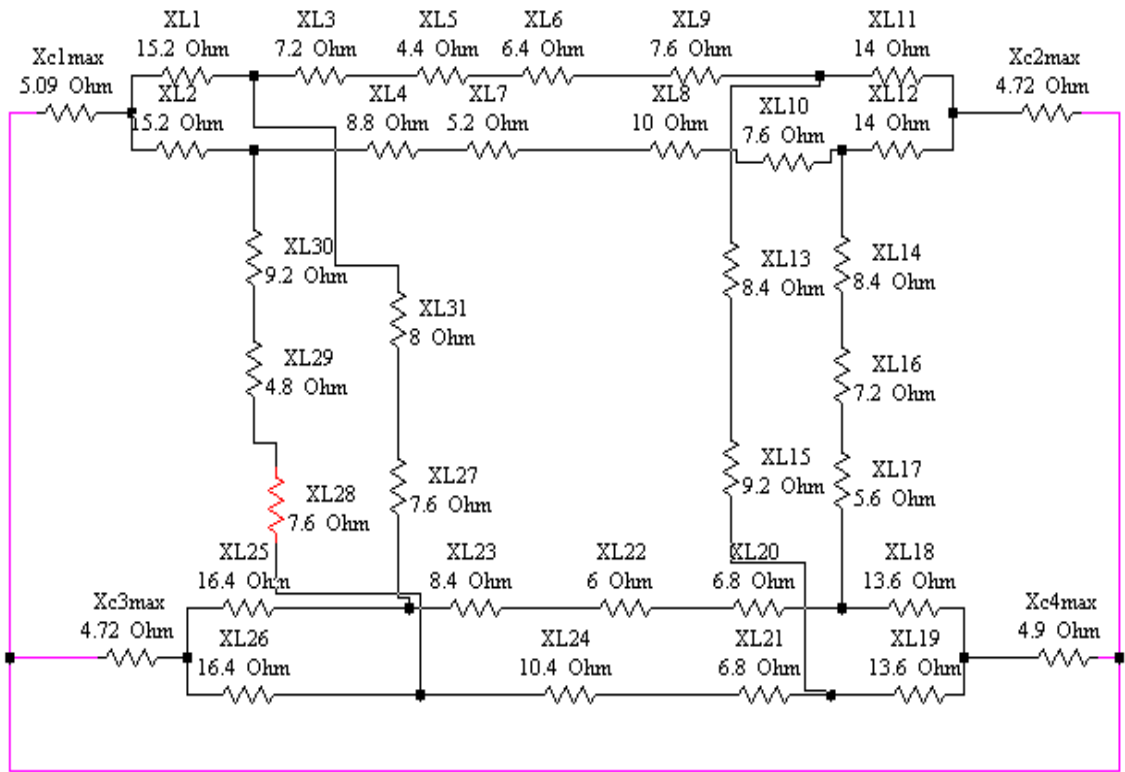 XL1
15.2 Ohm
XL3
7.2 Ohm
XL5
4.4 Ohm
XL6
6.4 Ohm
XL9
7.6 Ohm
XL11
14 Ohm
Xc1max
5.09 Ohm
Xc2max
4.72 Ohm
XL2
15.2 Ohm
XL4
8.8 Ohm
XL7
5.2 Ohm
XL8
10 Ohm
XL10
7.6 Ohm
XL12
14 Ohm
XL30
9.2 Ohm
XL31
8 Ohm
XL13
8.4 Ohm
XL14
8.4 Ohm
XL29
4.8 Ohm
XL16
7.2 Ohm
XL28
7.6 Ohm
XL27
7.6 Ohm
XL15
9.2 Ohm
XL17
5.6 Ohm
XL25
16.4 Ohm
XL23
8.4 Ohm
XL22
6 Ohm
XL20
6.8 Ohm
XL18
13.6 Ohm
Xc3max
4.72 Ohm
Xc4max
4.9 Ohm
XL26
16.4 Ohm
XL24
10.4 Ohm
XL21
6.8 Ohm
XL19
13.6 Ohm